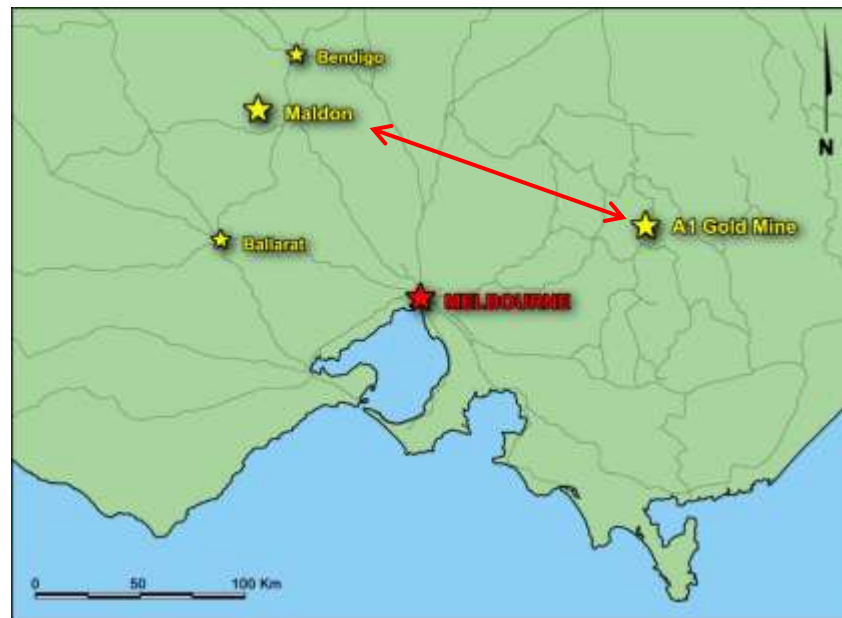 Bendigo
Maldon
N
A1 Gold Mine
Ballarat
MELBOURNE
0 50 100 Km